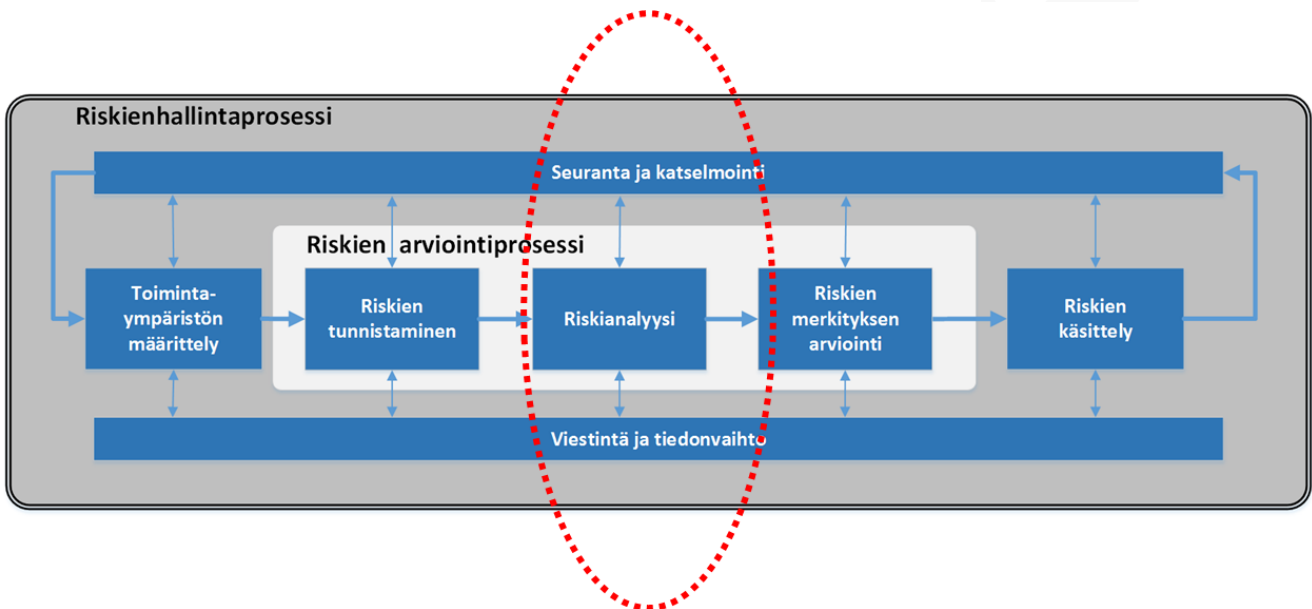 Riskienhallintaprosessi
Seuranta ja katselmointi
Riskien arviointiprosessi
Toiminta-
ympäristön
määrittely
Riskien
tunnistaminen
Riskianalyysi
Riskien
merkityksen
arviointi
Riskien
käsittely
Viestintä ja tiedonvaihto